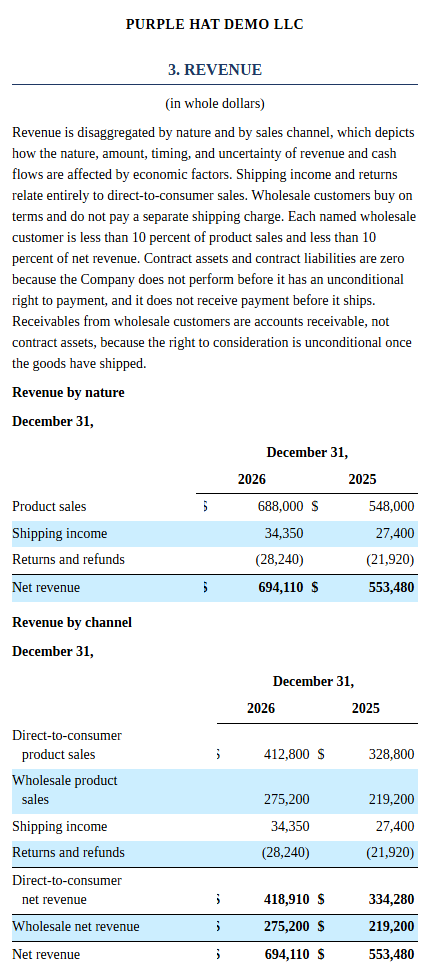 PURPLE HAT DEMO LLC
3. REVENUE
(in whole dollars)
Revenue is disaggregated by nature and by sales channel, which depicts
how the nature, amount, timing, and uncertainty of revenue and cash
flows are affected by economic factors. Shipping income and returns
relate entirely to direct-to-consumer sales. Wholesale customers buy on
terms and do not pay a separate shipping charge. Each named wholesale
customer is less than 10 percent of product sales and less than 10
percent of net revenue. Contract assets and contract liabilities are zero
because the Company does not perform before it has an unconditional
right to payment, and it does not receive payment before it ships.
Receivables from wholesale customers are accounts receivable, not
contract assets, because the right to consideration is unconditional once
the goods have shipped.
Revenue by nature
December 31,
December 31,
2026 2025
Product sales $ 688,000 $ 548,000
Shipping income 34,350 27,400
Returns and refunds (28,240) (21,920)
Net revenue $ 694,110 $ 553,480
Revenue by channel
December 31,
December 31,
2026 2025
Direct-to-consumer
product sales $ 412,800 $ 328,800
Wholesale product
sales 275,200 219,200
Shipping income 34,350 27,400
Returns and refunds (28,240) (21,920)
Direct-to-consumer
net revenue $ 418,910 $ 334,280
Wholesale net revenue $ 275,200 $ 219,200
Net revenue $ 694,110 $ 553,480